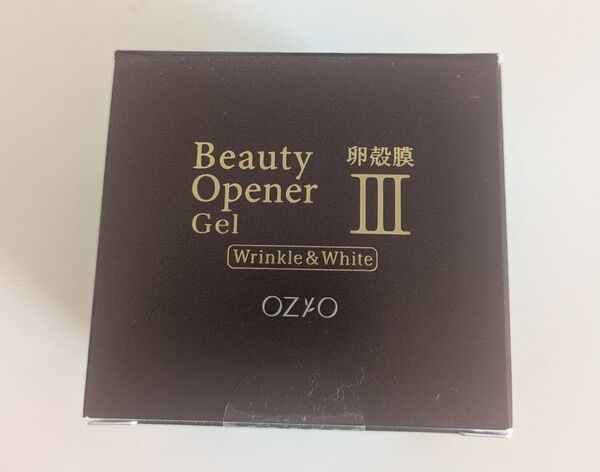 Beauty
Opener
Gel
卵殻膜
III
Wrinkle & White
OZIO